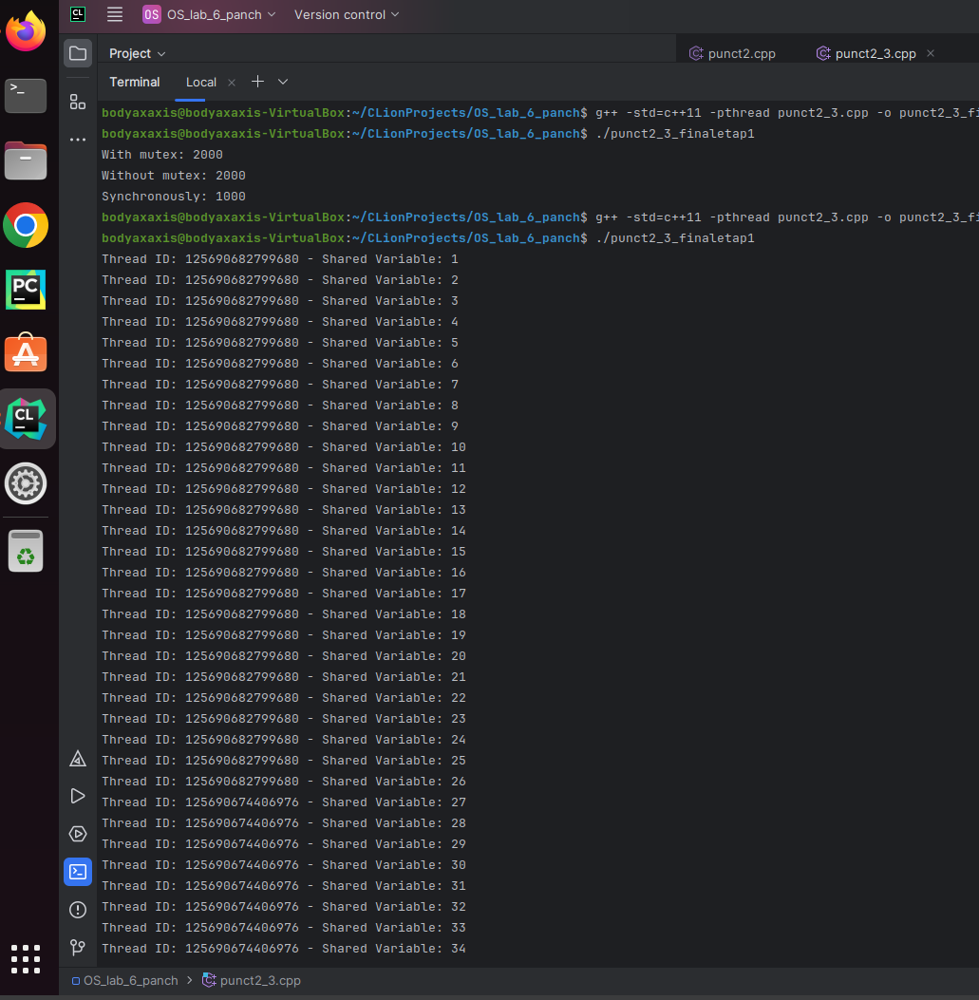 CL
OS OS_lab_6_panch Version control
Project
punct2.cpp punct2_3.cpp
Terminal Local
bodyaxaxis@bodyaxaxis-VirtualBox:~/CLionProjects/OS_lab_6_panch$ g++ -std=c++11 -pthread punct2_3.cpp -o punct2_3_fi
bodyaxaxis@bodyaxaxis-VirtualBox:~/CLionProjects/OS_lab_6_panch$ ./punct2_3_finaletap1
With mutex: 2000
Without mutex: 2000
Synchronously: 1000
bodyaxaxis@bodyaxaxis-VirtualBox:~/CLionProjects/OS_lab_6_panch$ g++ -std=c++11 -pthread punct2_3.cpp -o punct2_3_fi
bodyaxaxis@bodyaxaxis-VirtualBox:~/CLionProjects/OS_lab_6_panch$ ./punct2_3_finaletap1
Thread ID: 125690682799680 - Shared Variable: 1
Thread ID: 125690682799680 - Shared Variable: 2
Thread ID: 125690682799680 - Shared Variable: 3
Thread ID: 125690682799680 - Shared Variable: 4
Thread ID: 125690682799680 - Shared Variable: 5
Thread ID: 125690682799680 - Shared Variable: 6
Thread ID: 125690682799680 - Shared Variable: 7
Thread ID: 125690682799680 - Shared Variable: 8
Thread ID: 125690682799680 - Shared Variable: 9
Thread ID: 125690682799680 - Shared Variable: 10
Thread ID: 125690682799680 - Shared Variable: 11
Thread ID: 125690682799680 - Shared Variable: 12
Thread ID: 125690682799680 - Shared Variable: 13
Thread ID: 125690682799680 - Shared Variable: 14
Thread ID: 125690682799680 - Shared Variable: 15
Thread ID: 125690682799680 - Shared Variable: 16
Thread ID: 125690682799680 - Shared Variable: 17
Thread ID: 125690682799680 - Shared Variable: 18
Thread ID: 125690682799680 - Shared Variable: 19
Thread ID: 125690682799680 - Shared Variable: 20
Thread ID: 125690682799680 - Shared Variable: 21
Thread ID: 125690682799680 - Shared Variable: 22
Thread ID: 125690682799680 - Shared Variable: 23
Thread ID: 125690682799680 - Shared Variable: 24
Thread ID: 125690682799680 - Shared Variable: 25
Thread ID: 125690682799680 - Shared Variable: 26
Thread ID: 125690674406976 - Shared Variable: 27
Thread ID: 125690674406976 - Shared Variable: 28
Thread ID: 125690674406976 - Shared Variable: 29
Thread ID: 125690674406976 - Shared Variable: 30
Thread ID: 125690674406976 - Shared Variable: 31
Thread ID: 125690674406976 - Shared Variable: 32
Thread ID: 125690674406976 - Shared Variable: 33
Thread ID: 125690674406976 - Shared Variable: 34
OS_lab_6_panch > punct2_3.cpp
PC
CL